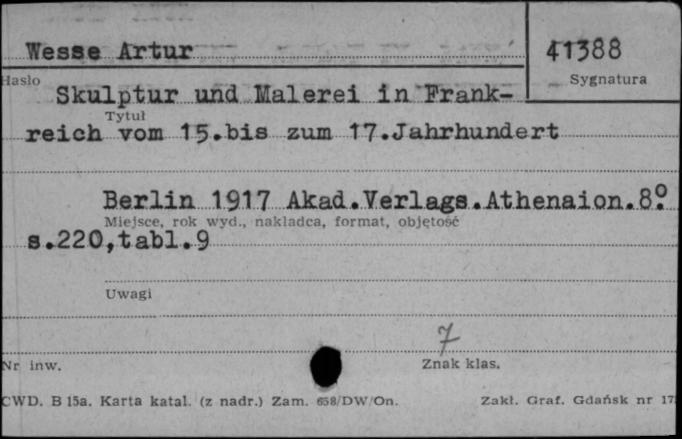 Wesse Artur
41388
Hasło
Sygnatura
Skulptur und Malerei in Frank-
Tytuł
reich vom 15.bis zum 17.Jahrhundert
Berlin 1917 Akad.Verlags.Athenaion.8º.
Miejsce, rok wyd., nakładca, format, objętość
s.220,tabl.9
Uwagi
7
Nr inw.
Znak klas.
CWD. B 15a. Karta katal. (z nadr.) Zam. 658/DW/On.
Zakł. Graf. Gdańsk nr 17